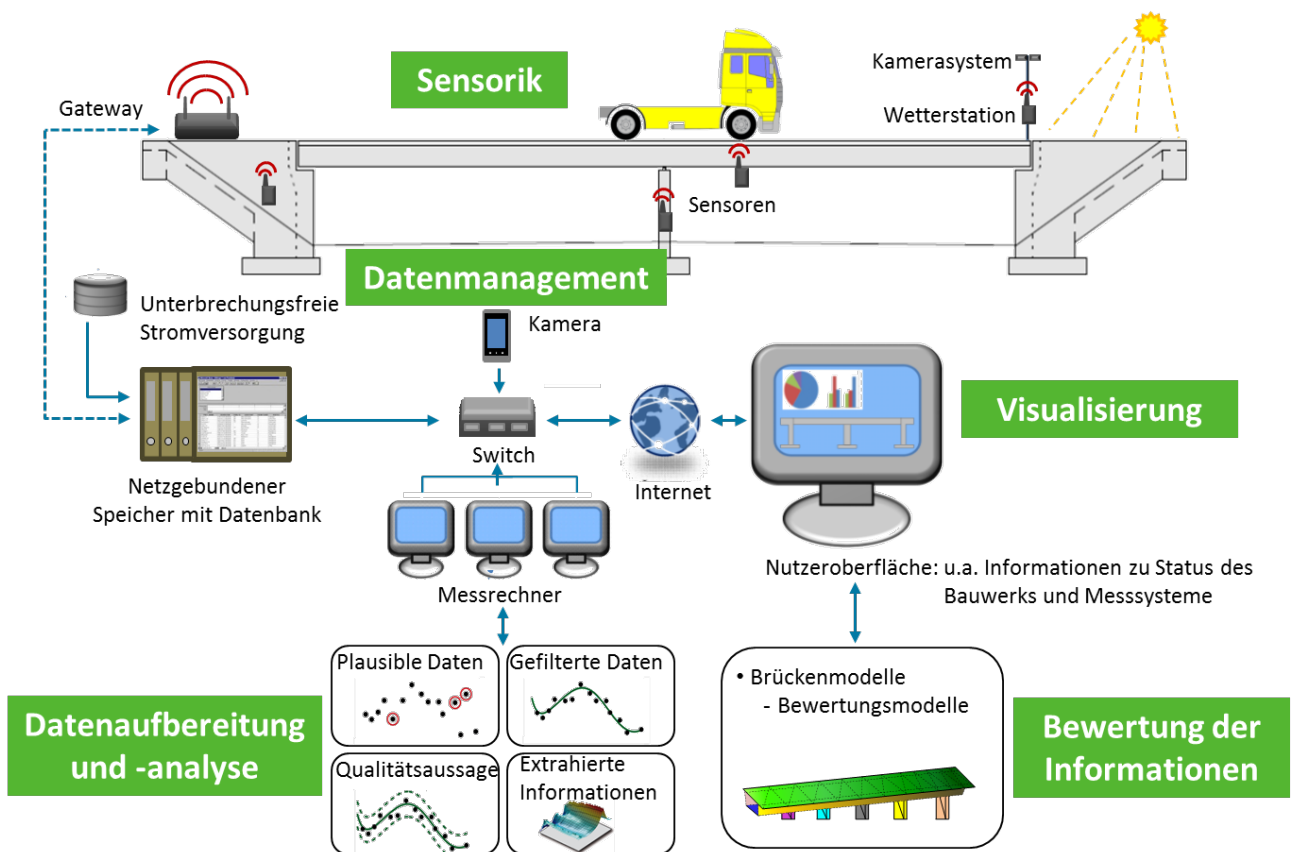 Sensorik
Kamerasystem
Gateway
Wetterstation
Sensoren
Datenmanagement
Unterbrechungsfreie
Stromversorgung
Kamera
Visualisierung
Switch
Internet
Netzgebundener
Speicher mit Datenbank
Messrechner
Nutzeroberfläche: u.a. Informationen zu Status des
Bauwerks und Messsysteme
Datenaufbereitung
und -analyse
Plausible Daten
Gefilterte Daten
Qualitätsaussage
Extrahierte
Informationen
• Brückenmodelle
- Bewertungsmodelle
Bewertung der
Informationen